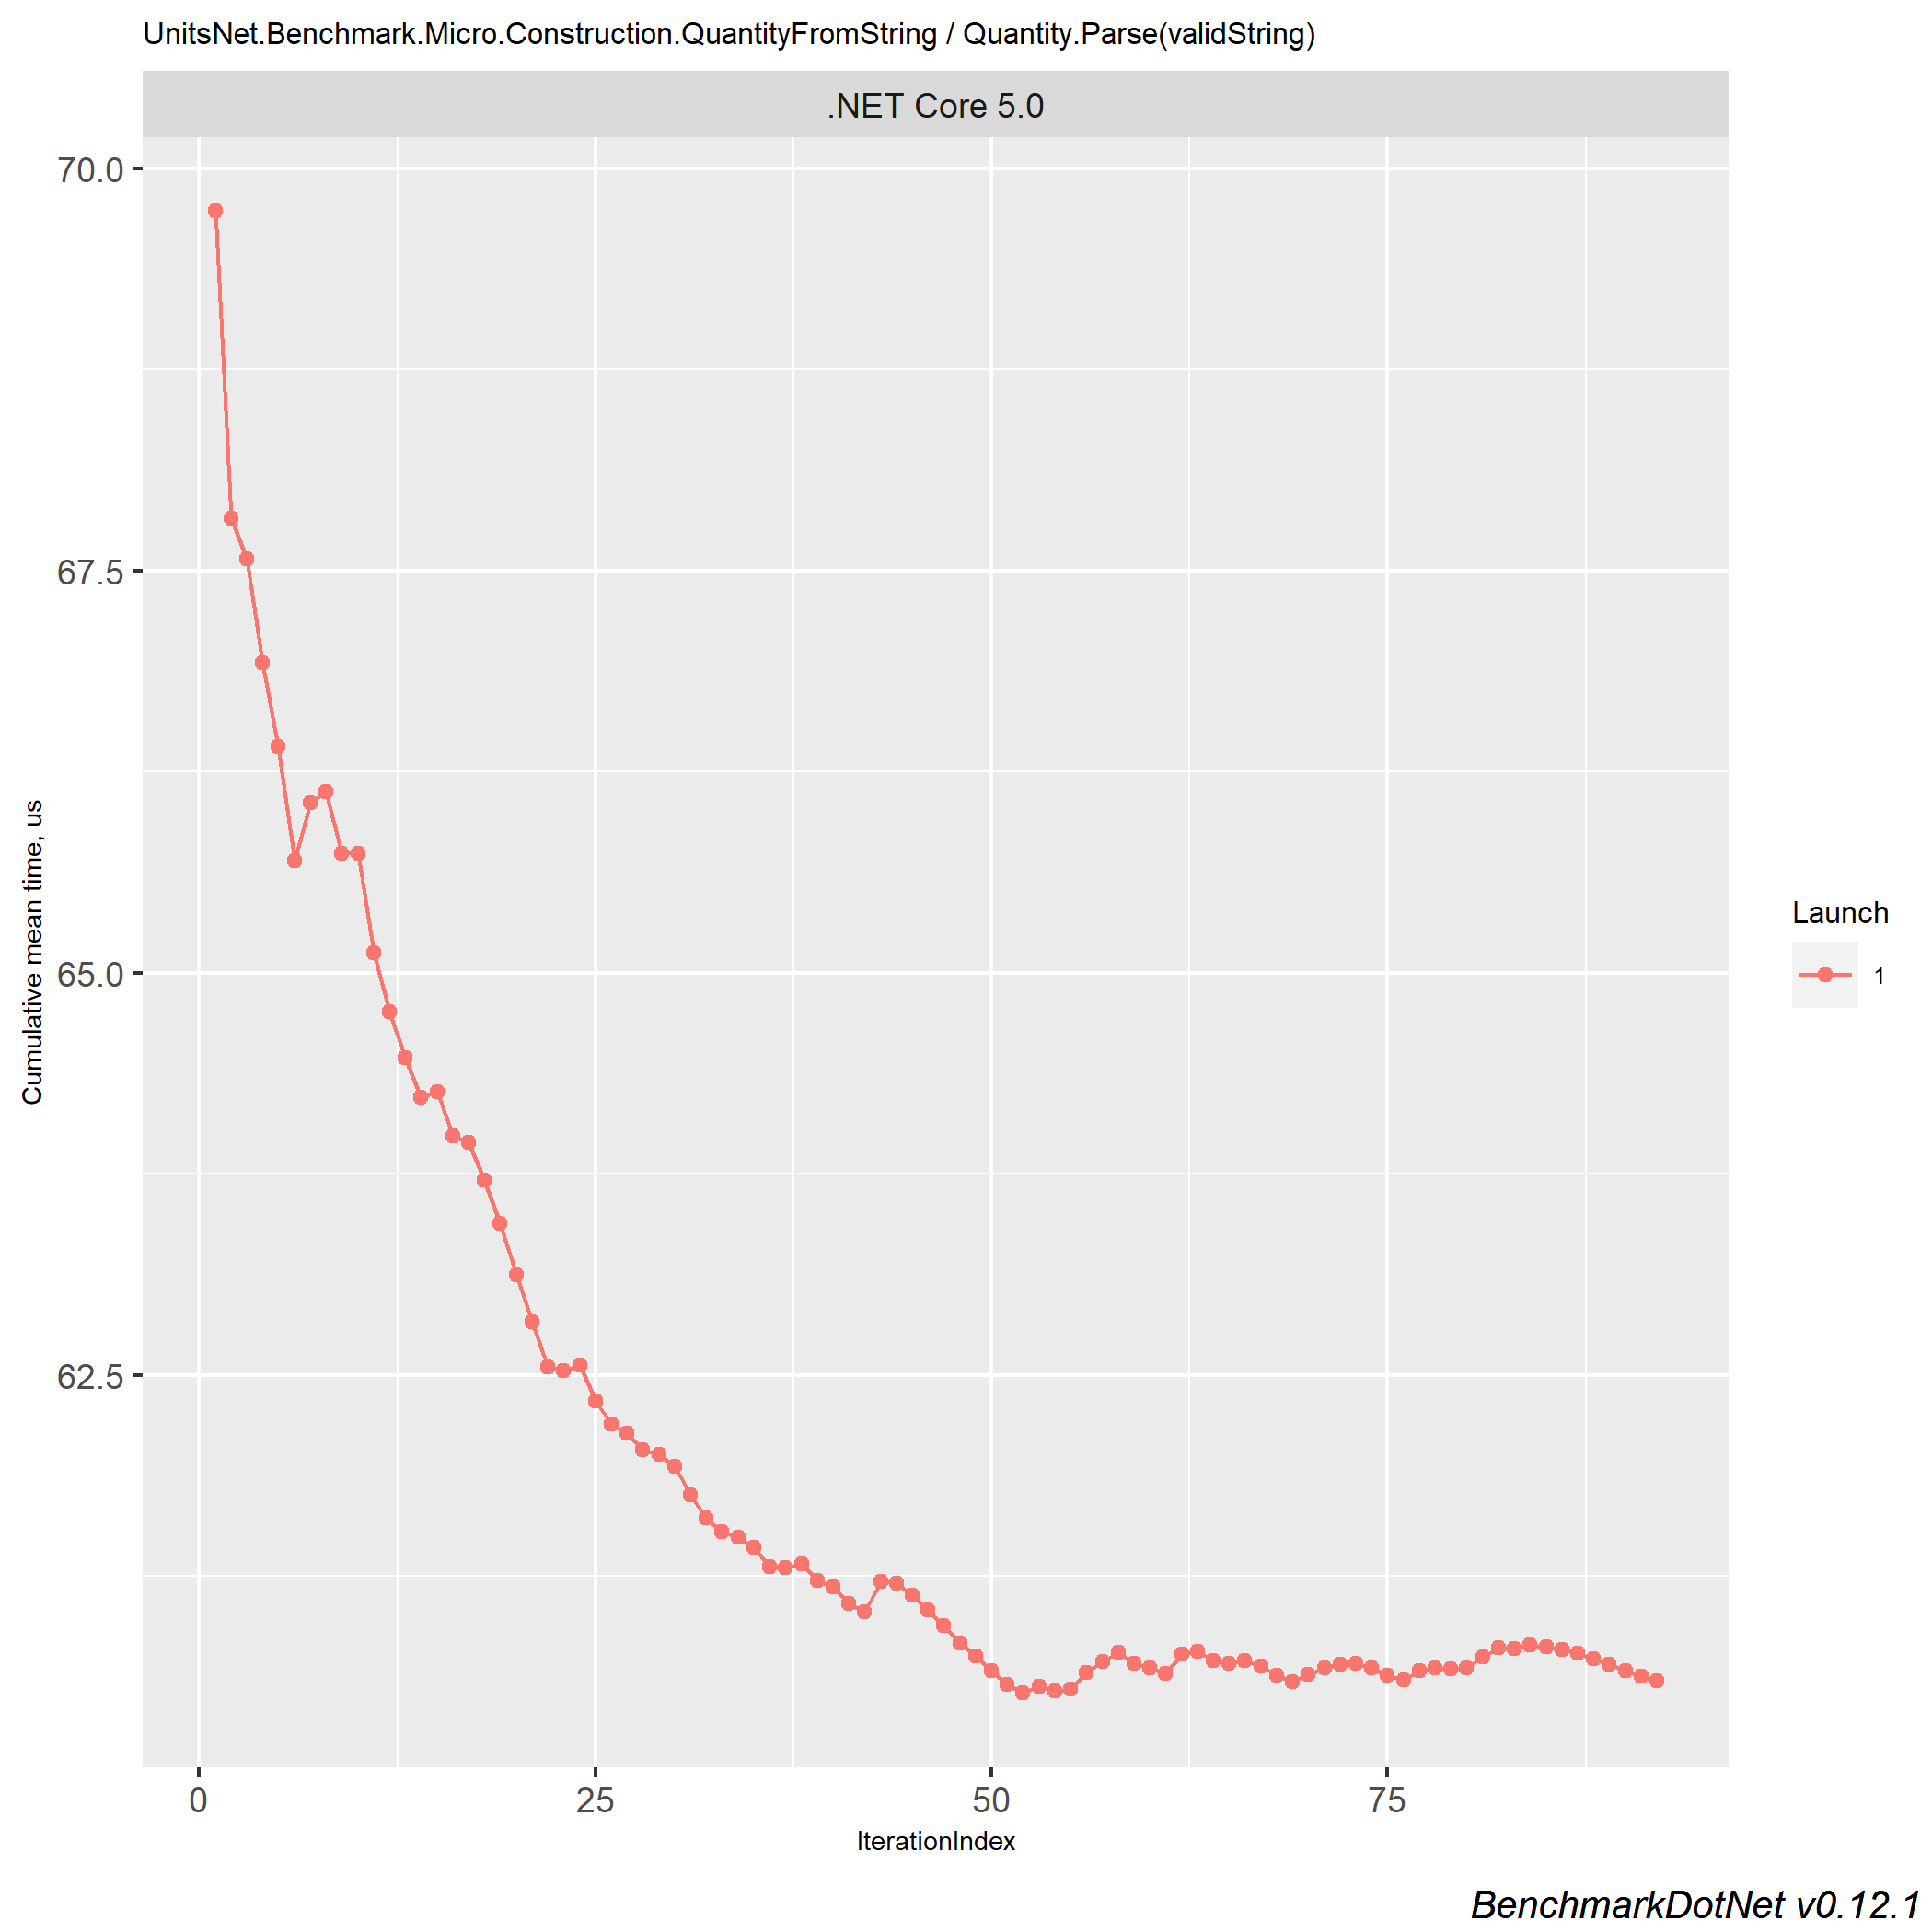 UnitsNet.Benchmark.Micro.Construction.QuantityFromString / Quantity.Parse(validString)
.NET Core 5.0
70.0
67.5
65.0
62.5
Cumulative mean time, us
0 25 50 75
IterationIndex
Launch
1
BenchmarkDotNet v0.12.1